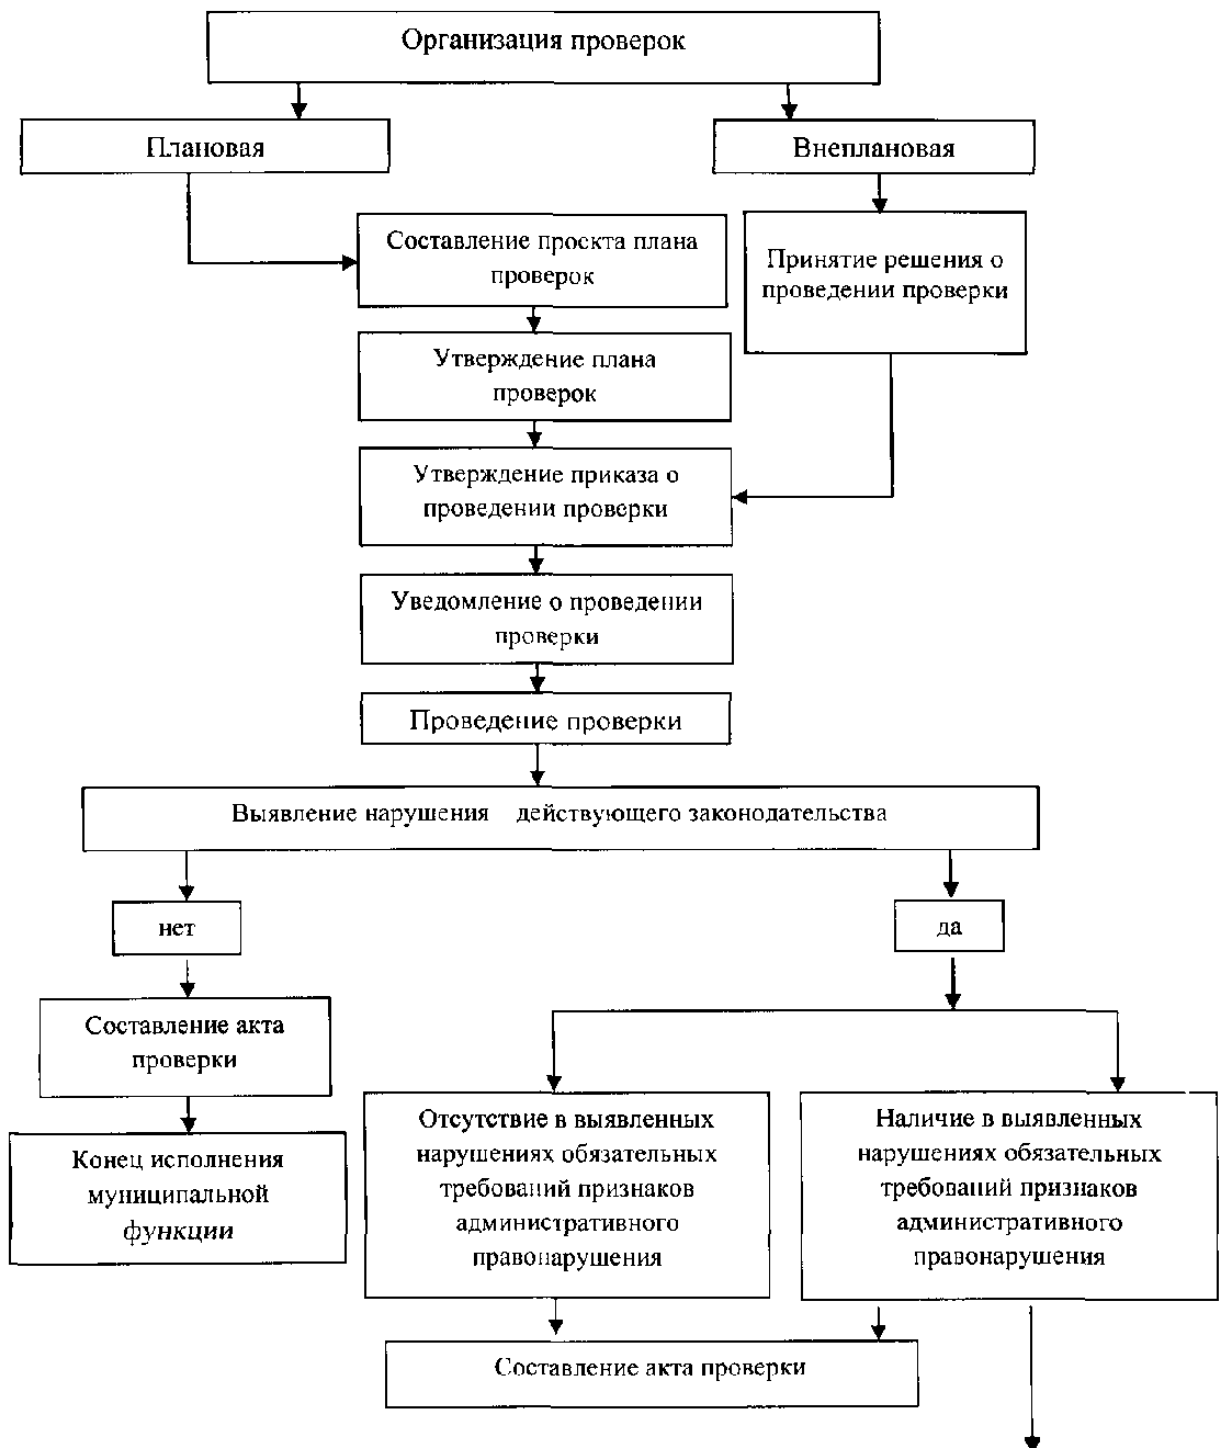 Организация проверок
Плановая
Внеплановая
Составление проекта плана
проверок
Принятие решения о
проведении проверки
Утверждение плана
проверок
Утверждение приказа о
проведении проверки
Уведомление о проведении
проверки
Проведение проверки
Выявление нарушения действующего законодательства
нет
да
Составление акта
проверки
Конец исполнения
муниципальной
функции
Отсутствие в выявленных
нарушениях обязательных
требований признаков
административного
правонарушения
Наличие в выявленных
нарушениях обязательных
требований признаков
административного
правонарушения
Составление акта проверки